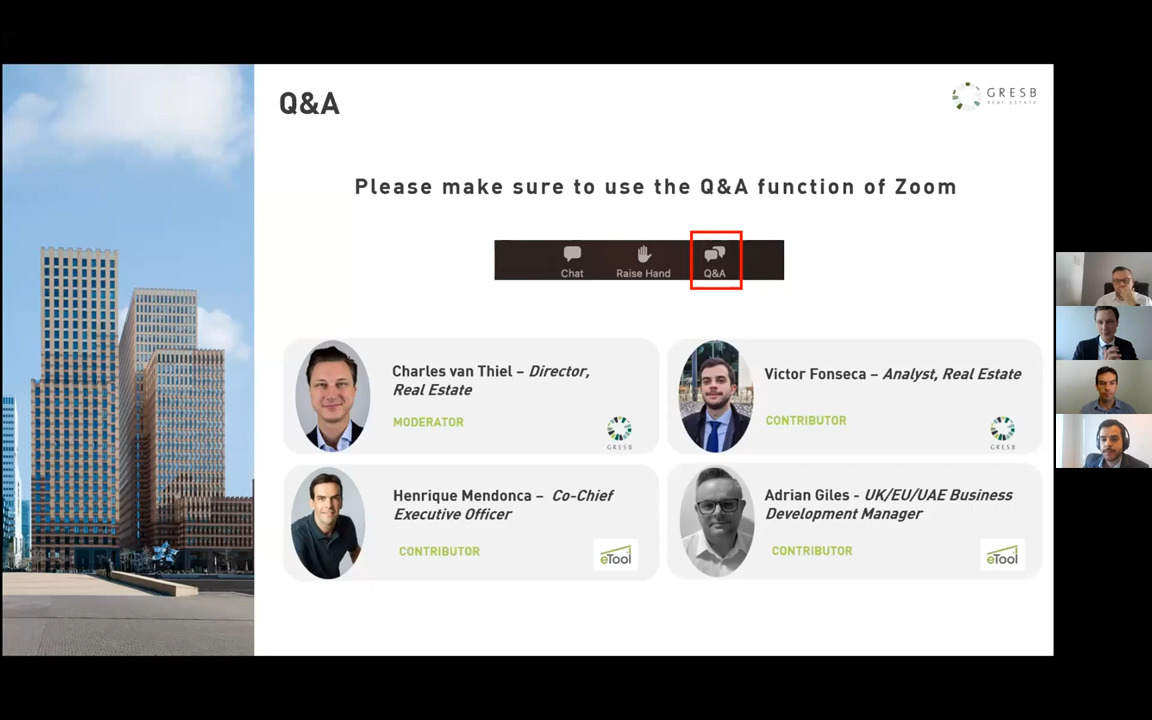 Q&A
GRESB
REAL ESTATE
Please make sure to use the Q&A function of Zoom
Chat
Raise Hand
Q&A
Charles van Thiel – Director,
Real Estate
MODERATOR
GRESB
Victor Fonseca – Analyst, Real Estate
CONTRIBUTOR
GRESB
Henrique Mendonca – Co-Chief
Executive Officer
CONTRIBUTOR
eTool
Adrian Giles - UK/EU/UAE Business
Development Manager
CONTRIBUTOR
eTool